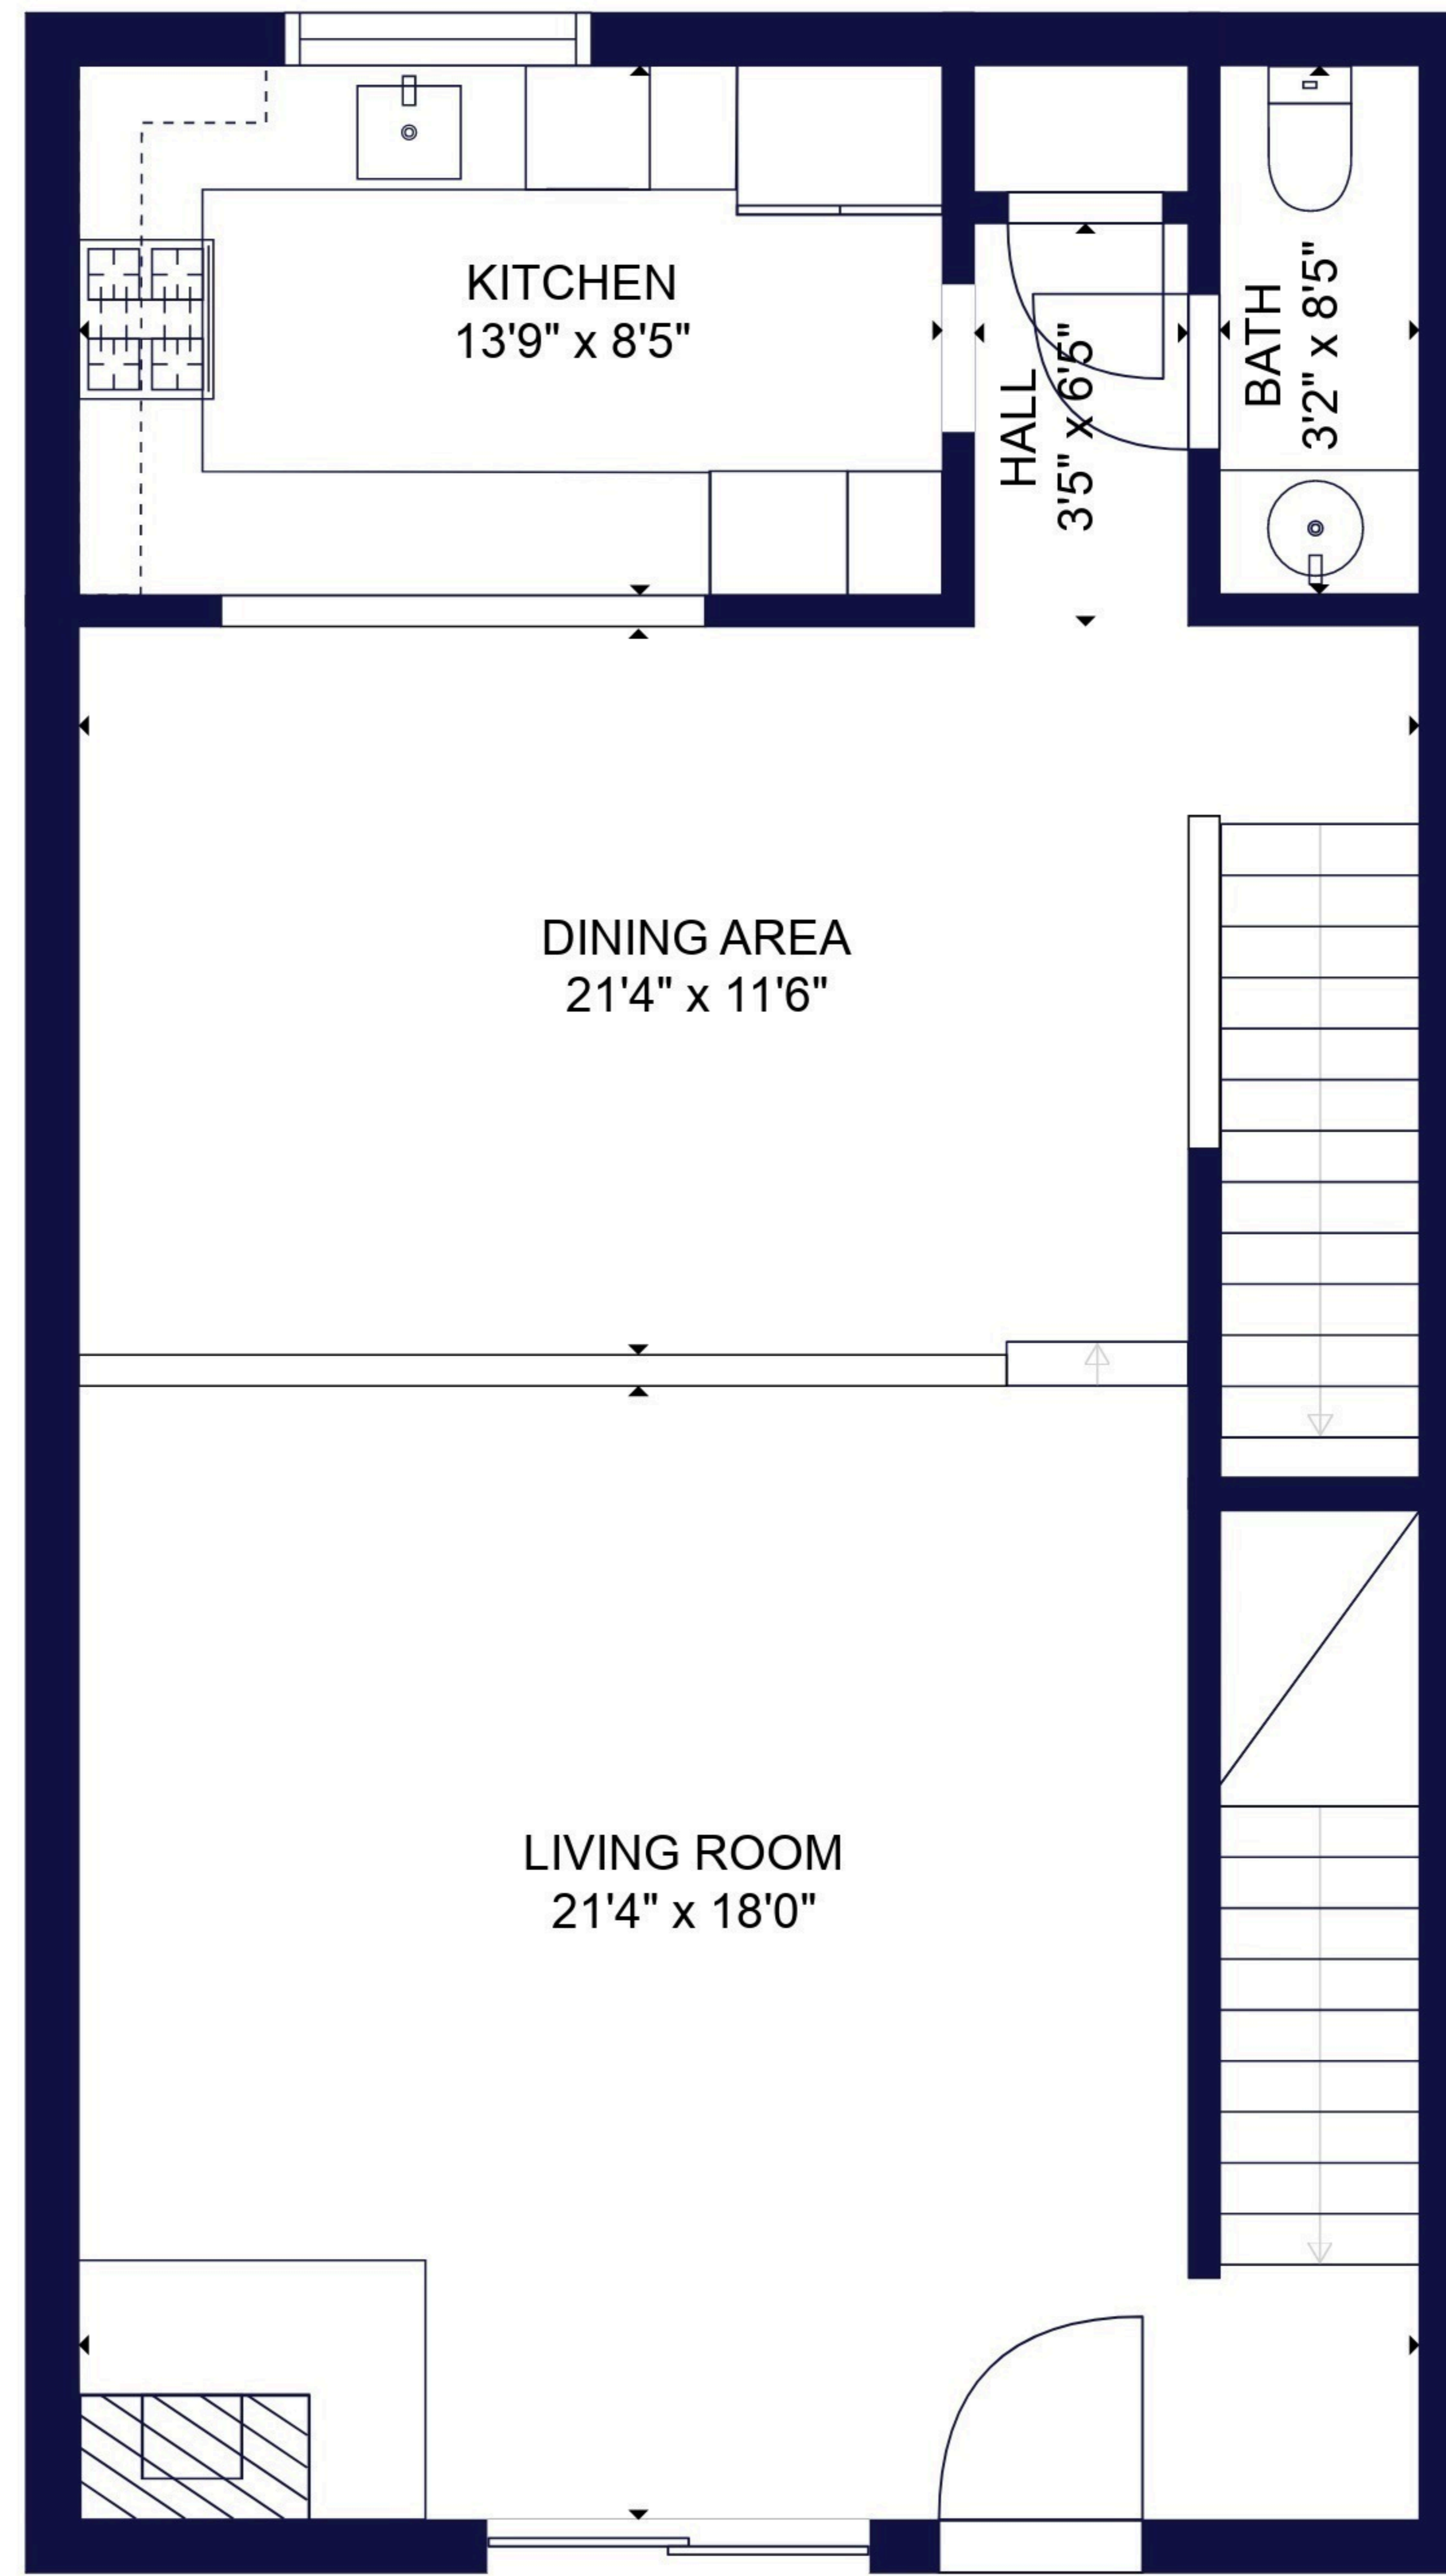 KITCHEN
13'9" x 8'5"
HALL
3'5" x 6'5"
BATH
3'2" x 8'5"
DINING AREA
21'4" x 11'6"
LIVING ROOM
21'4" x 18'0"